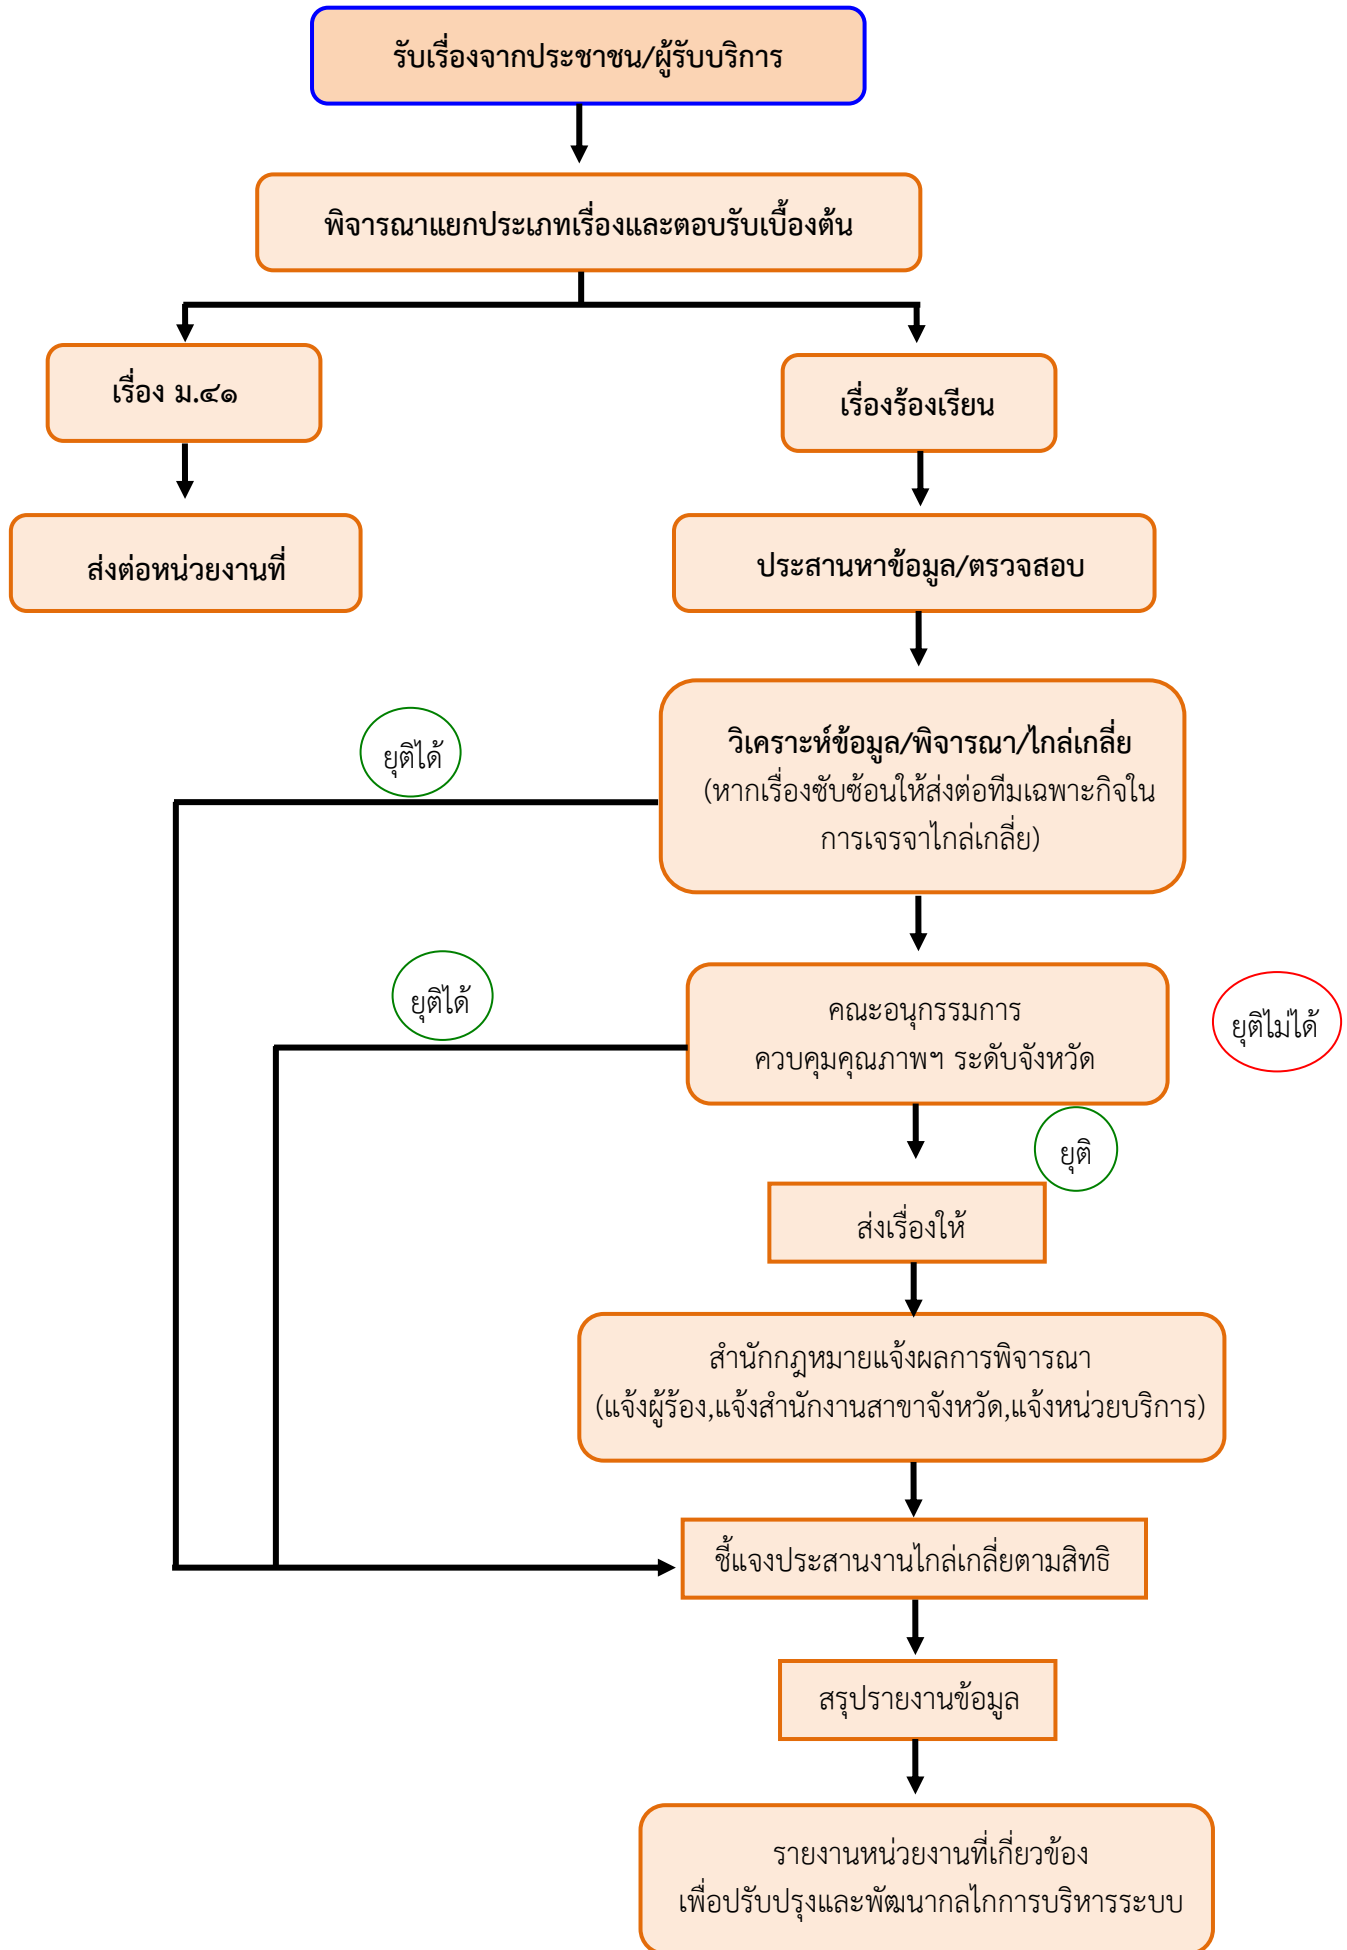 รับเรื่องจากประชาชน/ผู้รับบริการ
พิจารณาแยกประเภทเรื่องและตอบรับเบื้องต้น
เรื่อง ม.๔๑
เรื่องร้องเรียน
ส่งต่อหน่วยงานที่
ประสานหาข้อมูล/ตรวจสอบ
ยุติได้
วิเคราะห์ข้อมูล/พิจารณา/ไกล่เกลี่ย
(หากเรื่องซับซ้อนให้ส่งต่อทีมเฉพาะกิจใน
การเจรจาไกล่เกลี่ย)
ยุติได้
คณะอนุกรรมการ
ควบคุมคุณภาพฯ ระดับจังหวัด
ยุติไม่ได้
ยุติ
ส่งเรื่องให้
สำนักกฎหมายแจ้งผลการพิจารณา
(แจ้งผู้ร้อง,แจ้งสำนักงานสาขาจังหวัด,แจ้งหน่วยบริการ)
ชี้แจงประสานงานไกล่เกลี่ยตามสิทธิ
สรุปรายงานข้อมูล
รายงานหน่วยงานที่เกี่ยวข้อง
เพื่อปรับปรุงและพัฒนากลไกการบริหารระบบ